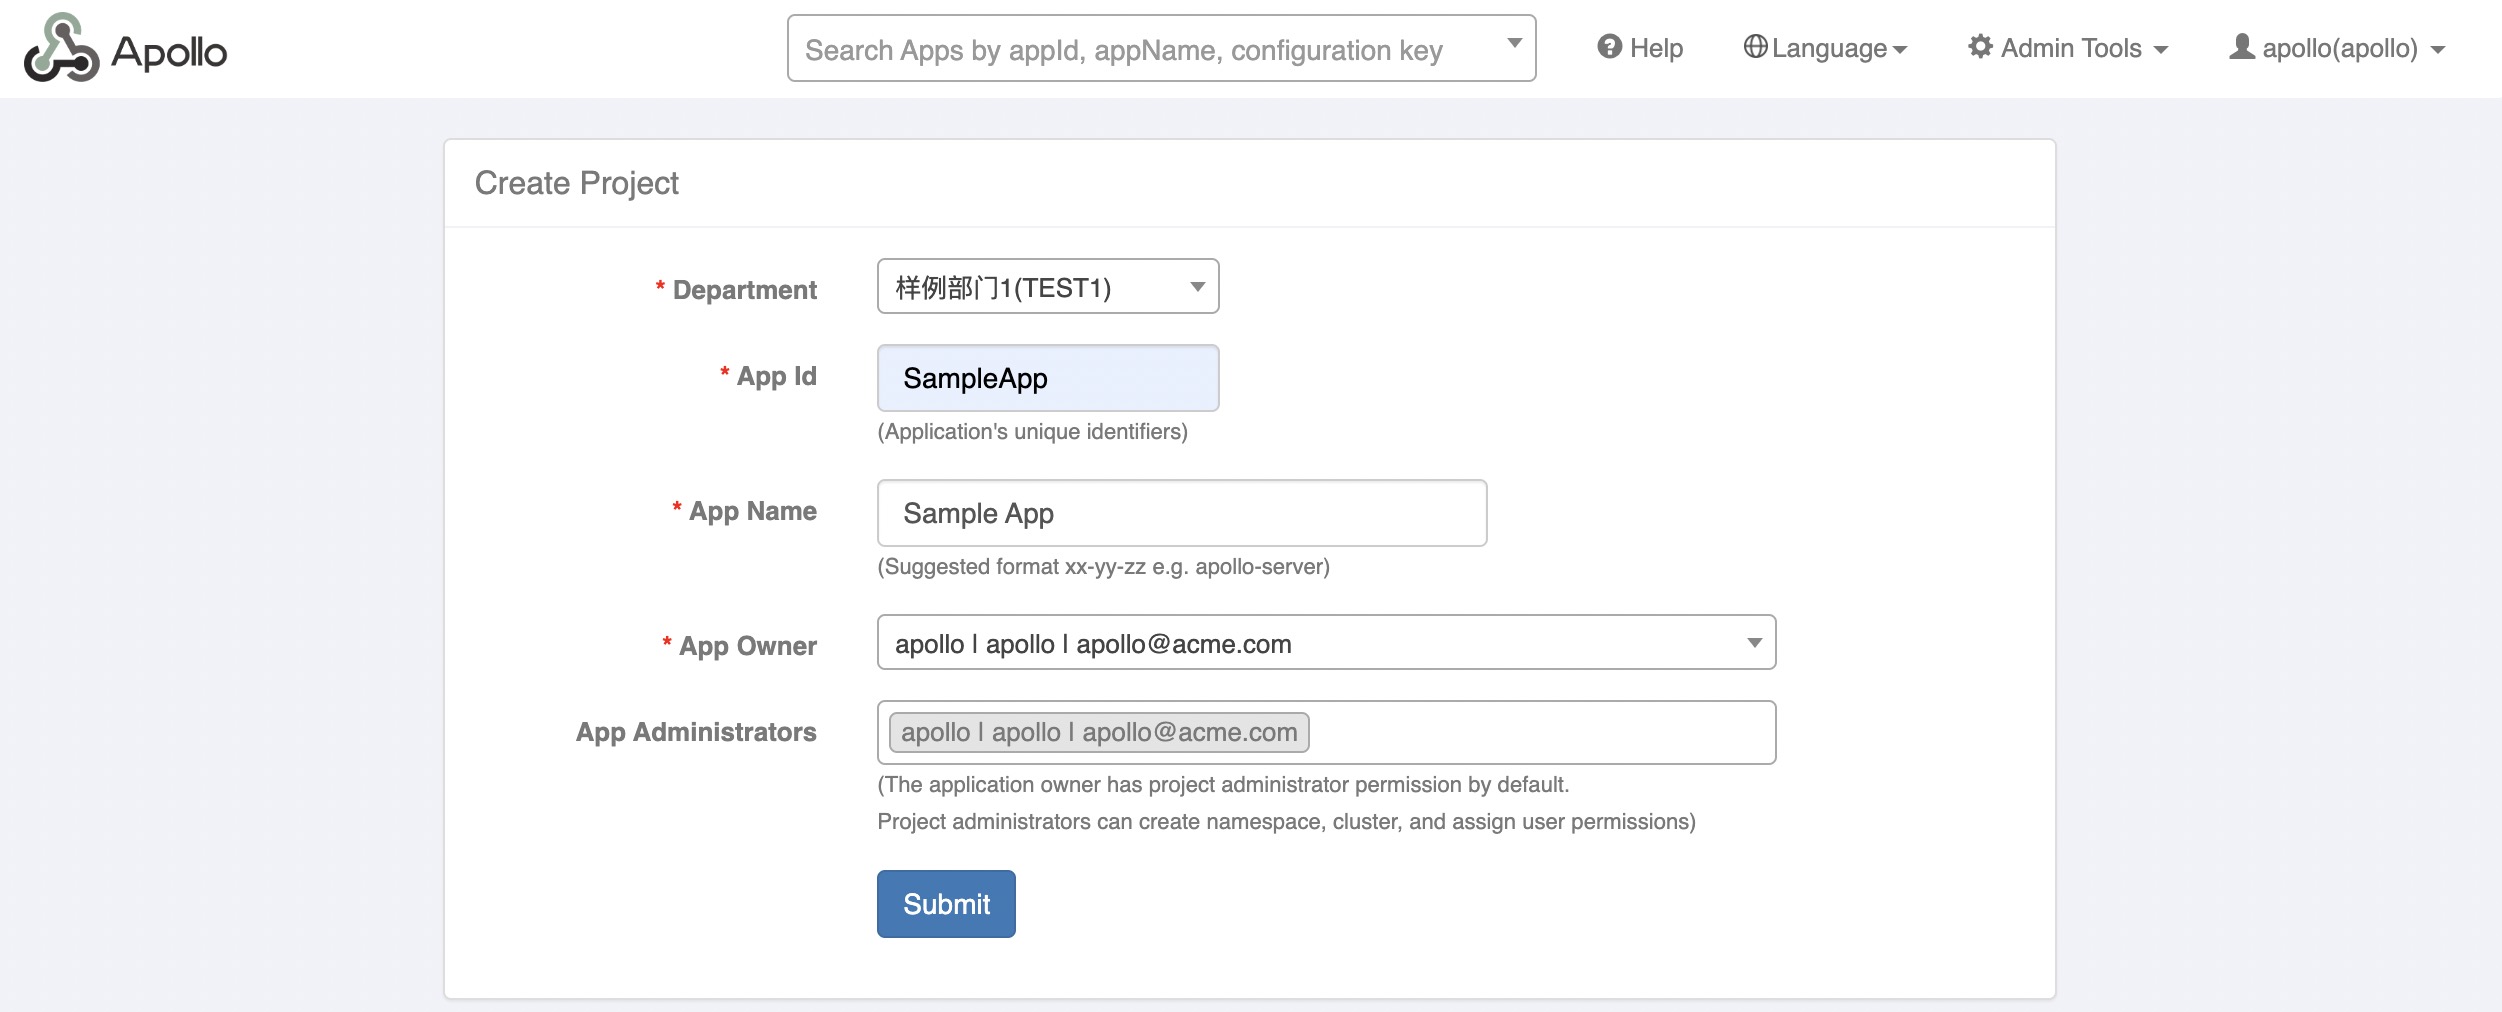 Apollo
Search Apps by appId, appName, configuration key
Help
Language
Admin Tools
apollo(apollo)
Create Project
* Department
样例部门1(TEST1)
* App Id
SampleApp
(Application's unique identifiers)
* App Name
Sample App
(Suggested format xx-yy-zz e.g. apollo-server)
* App Owner
apollo | apollo | apollo@acme.com
App Administrators
apollo | apollo | apollo@acme.com
(The application owner has project administrator permission by default.
Project administrators can create namespace, cluster, and assign user permissions)
Submit